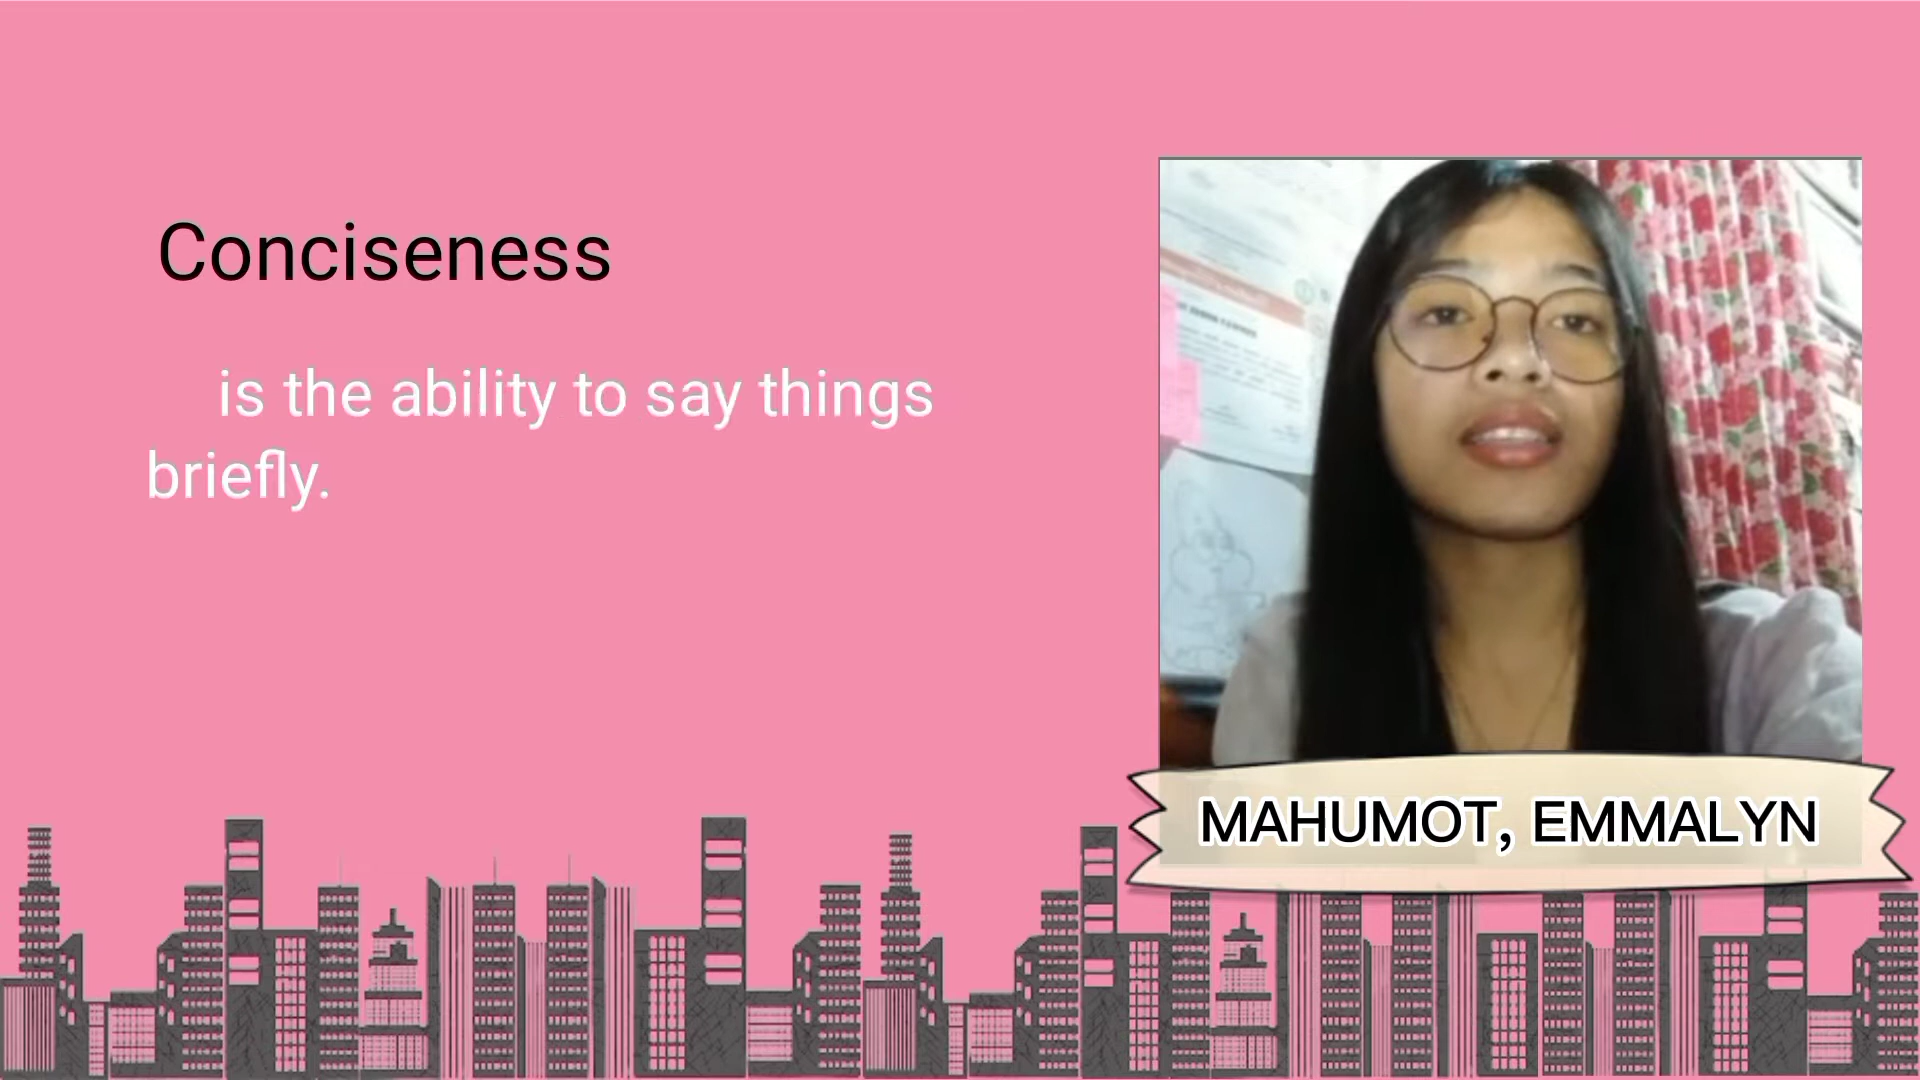 Conciseness
is the ability to say things
briefly.
MAHUMOT, EMMALYN